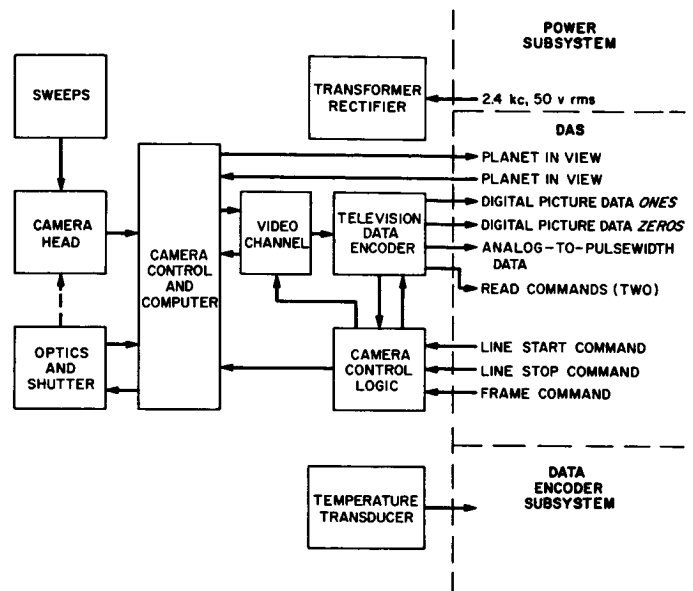 POWER
SUBSYSTEM
SWEEPS
TRANSFORMER
RECTIFIER
2.4 kc, 50 v rms
DAS
PLANET IN VIEW
PLANET IN VIEW
DIGITAL PICTURE DATA ONES
DIGITAL PICTURE DATA ZEROS
ANALOG-TO-PULSEWIDTH
DATA
READ COMMANDS (TWO)
CAMERA
HEAD
CAMERA
CONTROL
AND
COMPUTER
VIDEO
CHANNEL
TELEVISION
DATA
ENCODER
OPTICS
AND
SHUTTER
CAMERA
CONTROL
LOGIC
LINE START COMMAND
LINE STOP COMMAND
FRAME COMMAND
TEMPERATURE
TRANSDUCER
DATA
ENCODER
SUBSYSTEM